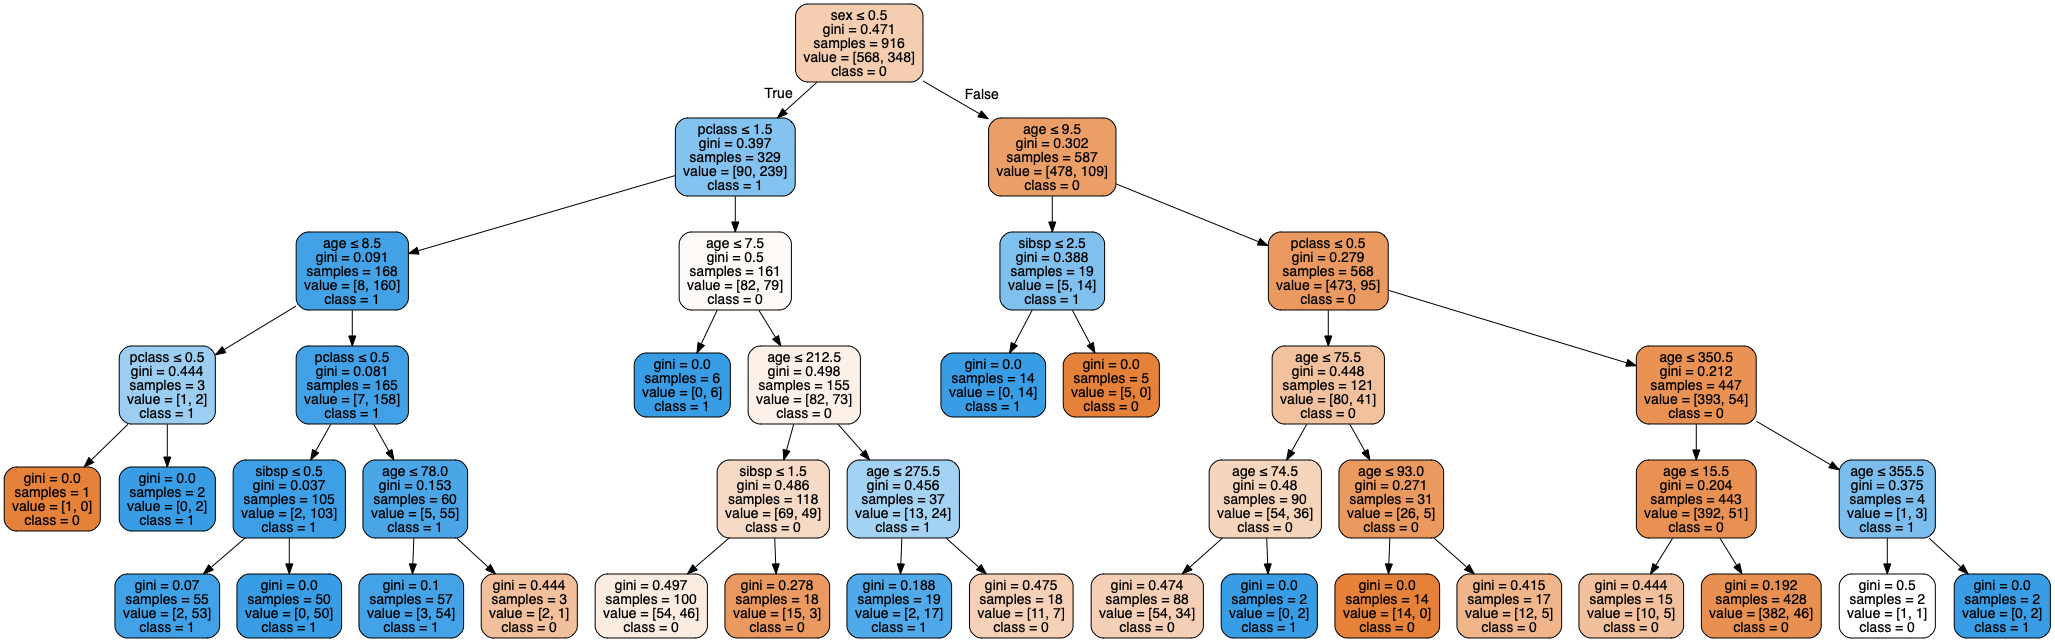 sex ≤ 0.5
gini = 0.471
samples = 916
value = [568, 348]
class = 0
True
False
pclass ≤ 1.5
gini = 0.397
samples = 329
value = [90, 239]
class = 1
age ≤ 9.5
gini = 0.302
samples = 587
value = [478, 109]
class = 0
age ≤ 8.5
gini = 0.091
samples = 168
value = [8, 160]
class = 1
age ≤ 7.5
gini = 0.5
samples = 161
value = [82, 79]
class = 0
sibsp ≤ 2.5
gini = 0.388
samples = 19
value = [5, 14]
class = 1
pclass ≤ 0.5
gini = 0.279
samples = 568
value = [473, 95]
class = 0
pclass ≤ 0.5
gini = 0.444
samples = 3
value = [1, 2]
class = 1
pclass ≤ 0.5
gini = 0.081
samples = 165
value = [7, 158]
class = 1
gini = 0.0
samples = 6
value = [0, 6]
class = 1
age ≤ 212.5
gini = 0.498
samples = 155
value = [82, 73]
class = 0
gini = 0.0
samples = 14
value = [0, 14]
class = 1
gini = 0.0
samples = 5
value = [5, 0]
class = 0
age ≤ 75.5
gini = 0.448
samples = 121
value = [80, 41]
class = 0
age ≤ 350.5
gini = 0.212
samples = 447
value = [393, 54]
class = 0
gini = 0.0
samples = 1
value = [1, 0]
class = 0
gini = 0.0
samples = 2
value = [0, 2]
class = 1
sibsp ≤ 0.5
gini = 0.037
samples = 105
value = [2, 103]
class = 1
age ≤ 78.0
gini = 0.153
samples = 60
value = [5, 55]
class = 1
sibsp ≤ 1.5
gini = 0.486
samples = 118
value = [69, 49]
class = 0
age ≤ 275.5
gini = 0.456
samples = 37
value = [13, 24]
class = 1
age ≤ 74.5
gini = 0.48
samples = 90
value = [54, 36]
class = 0
age ≤ 93.0
gini = 0.271
samples = 31
value = [26, 5]
class = 0
age ≤ 15.5
gini = 0.204
samples = 443
value = [392, 51]
class = 0
age ≤ 355.5
gini = 0.375
samples = 4
value = [1, 3]
class = 1
gini = 0.07
samples = 55
value = [2, 53]
class = 1
gini = 0.0
samples = 50
value = [0, 50]
class = 1
gini = 0.1
samples = 57
value = [3, 54]
class = 1
gini = 0.444
samples = 3
value = [2, 1]
class = 0
gini = 0.497
samples = 100
value = [54, 46]
class = 0
gini = 0.278
samples = 18
value = [15, 3]
class = 0
gini = 0.188
samples = 19
value = [2, 17]
class = 1
gini = 0.475
samples = 18
value = [11, 7]
class = 0
gini = 0.474
samples = 88
value = [54, 34]
class = 0
gini = 0.0
samples = 2
value = [0, 2]
class = 1
gini = 0.0
samples = 14
value = [14, 0]
class = 0
gini = 0.415
samples = 17
value = [12, 5]
class = 0
gini = 0.444
samples = 15
value = [10, 5]
class = 0
gini = 0.192
samples = 428
value = [382, 46]
class = 0
gini = 0.5
samples = 2
value = [1, 1]
class = 0
gini = 0.0
samples = 2
value = [0, 2]
class = 1